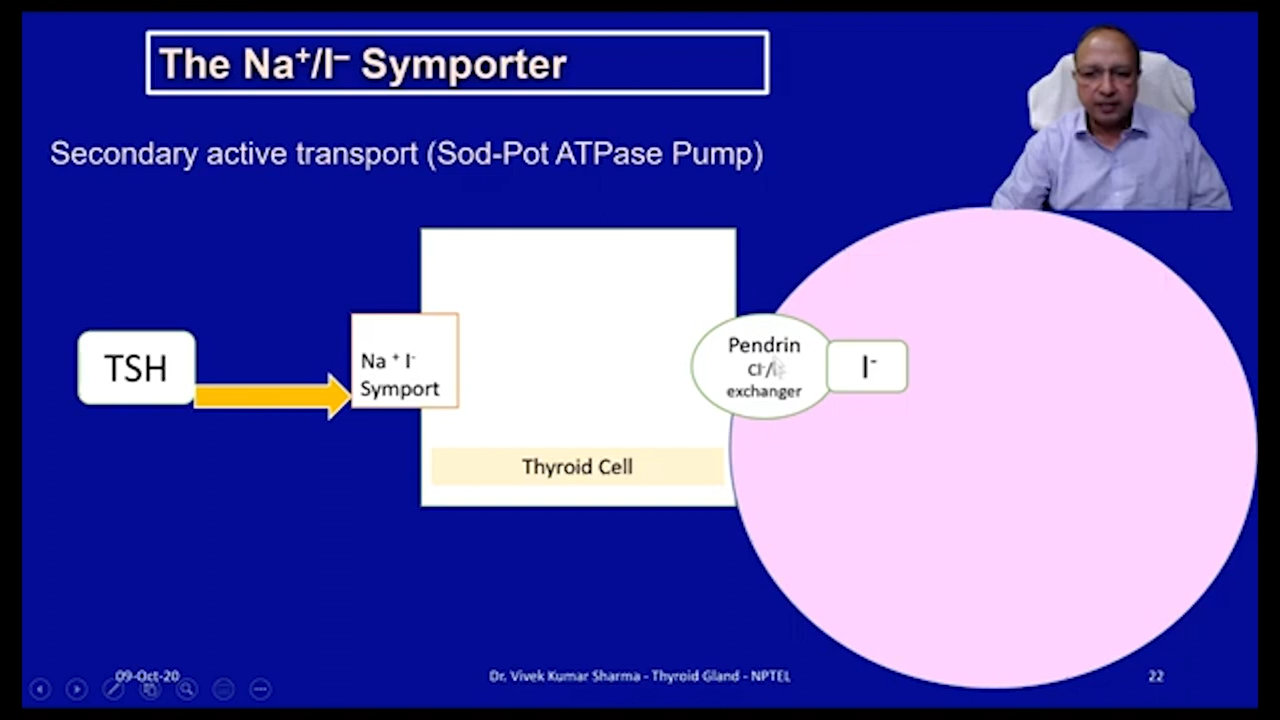 The Na⁺/I⁻ Symporter
Secondary active transport (Sod-Pot ATPase Pump)
TSH
Na ⁺ I⁻
Symport
Pendrin
Cl⁻/I⁻
exchanger
I⁻
Thyroid Cell
09-Oct-20
Dr. Vivek Kumar Sharma - Thyroid Gland - NPTEL
22